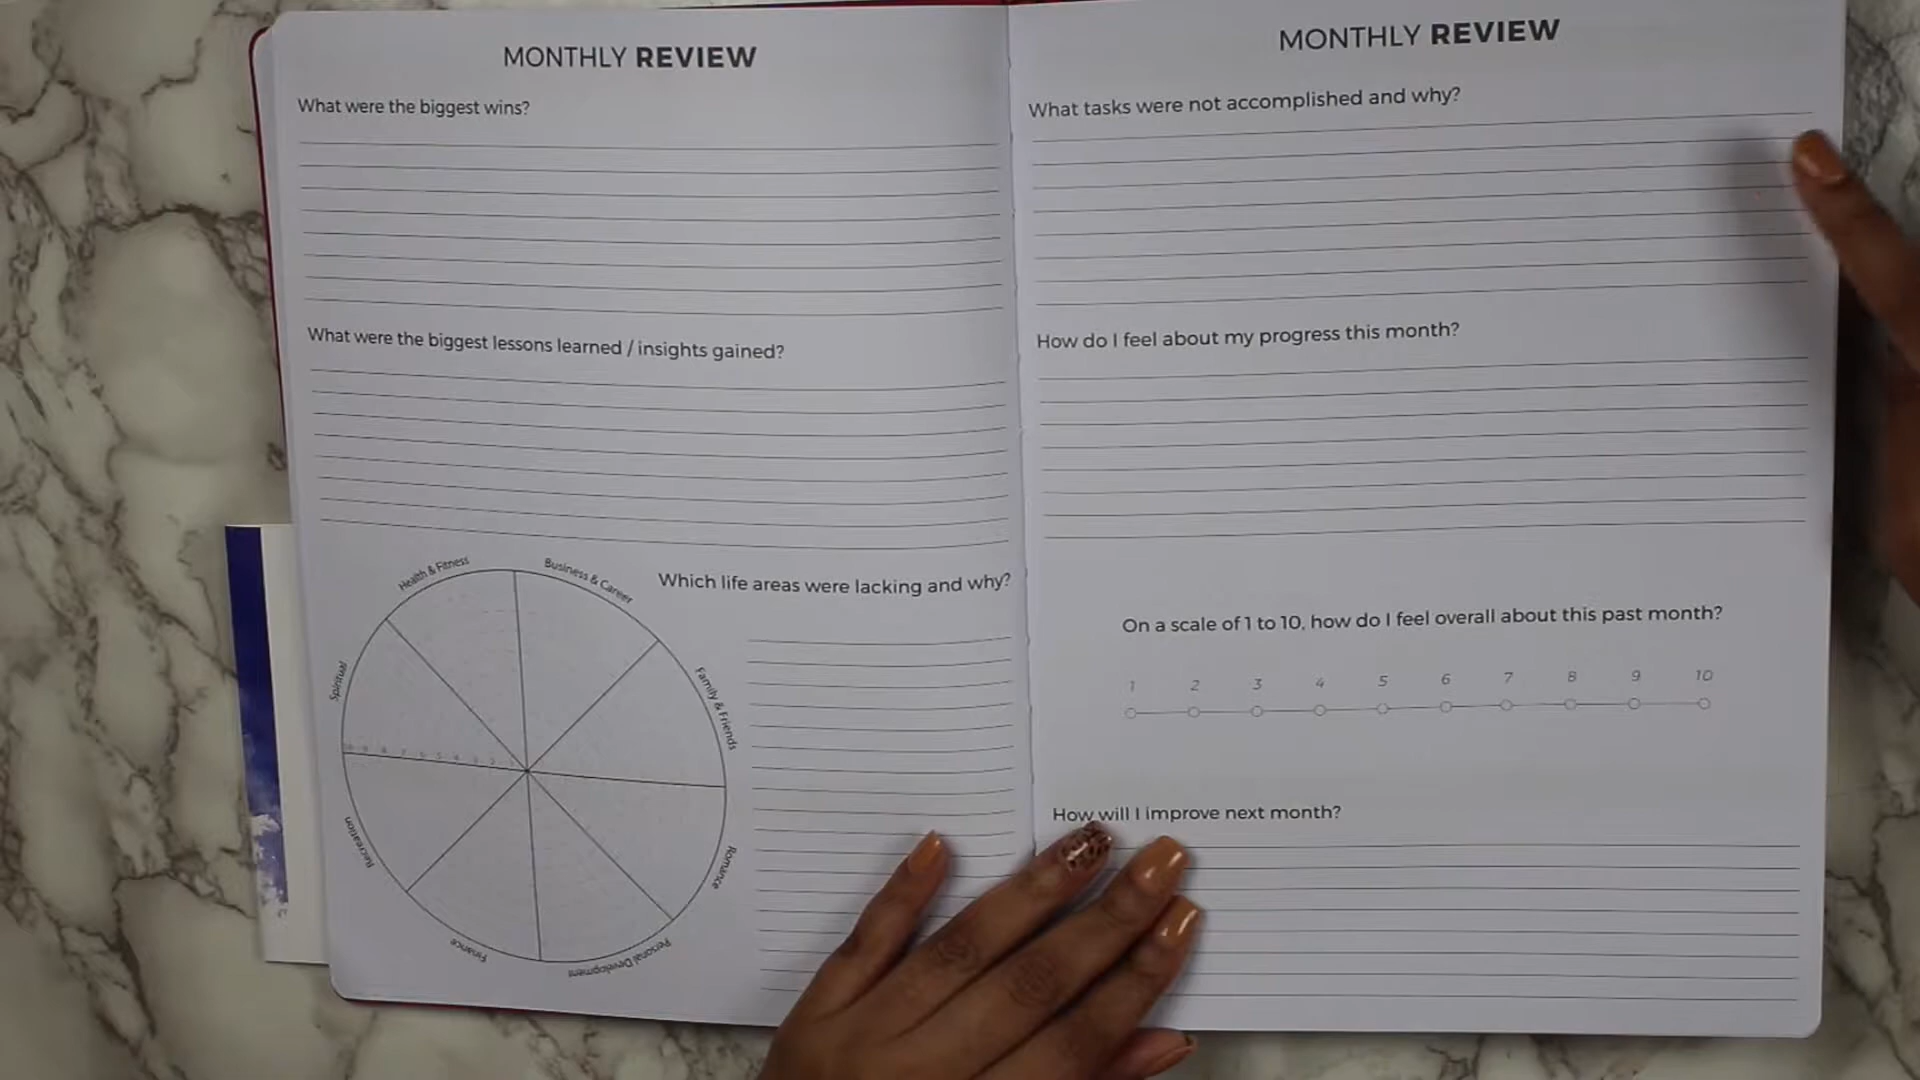 MONTHLY REVIEW
What were the biggest wins?
What were the biggest lessons learned / insights gained?
Health & Fitness
Business & Career
Family & Friends
Romance
Personal Development
Finance
Recreation
Spiritual
Which life areas were lacking and why?
MONTHLY REVIEW
What tasks were not accomplished and why?
How do I feel about my progress this month?
On a scale of 1 to 10, how do I feel overall about this past month?
1 2 3 4 5 6 7 8 9 10
How will I improve next month?